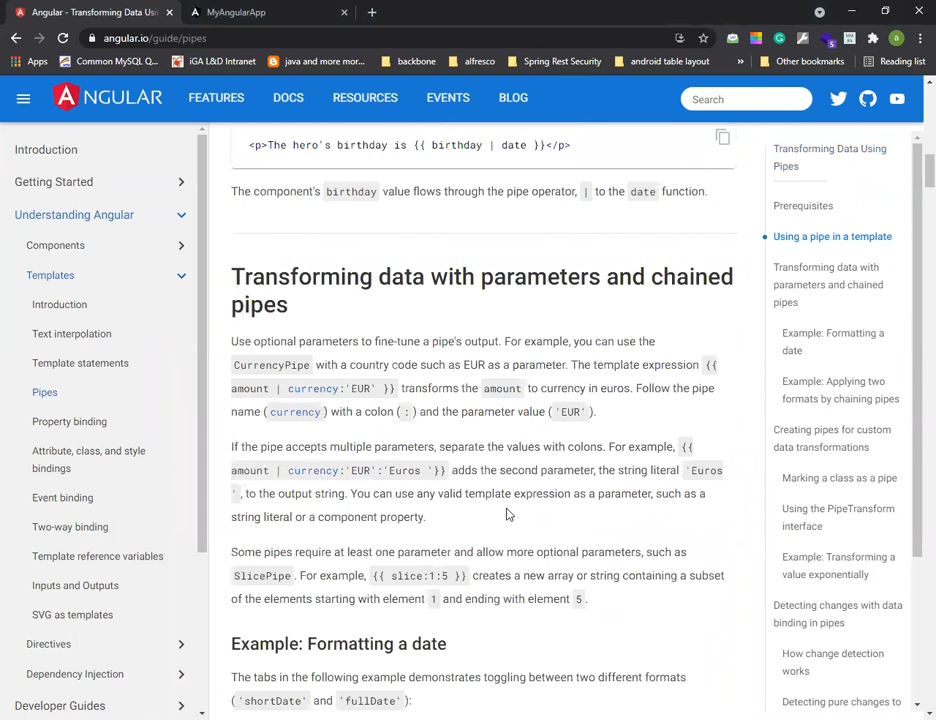 Angular - Transforming Data Usi
MyAngularApp
angular.io/guide/pipes
Apps
Common MySQL Q...
iGA L&D Intranet
java and more mor...
backbone
alfresco
Spring Rest Security
android table layout
»
Other bookmarks
Reading list
5
a
A NGULAR
FEATURES
DOCS
RESOURCES
EVENTS
BLOG
Search
Introduction
Getting Started
Understanding Angular
Components
Templates
Introduction
Text interpolation
Template statements
Pipes
Property binding
Attribute, class, and style
bindings
Event binding
Two-way binding
Template reference variables
Inputs and Outputs
SVG as templates
Directives
Dependency Injection
Developer Guides
<p>The hero's birthday is {{ birthday | date }}</p>
The component's birthday value flows through the pipe operator, | to the date function.
Transforming data with parameters and chained
pipes
Use optional parameters to fine-tune a pipe's output. For example, you can use the
CurrencyPipe with a country code such as EUR as a parameter. The template expression {{
amount | currency:'EUR' }} transforms the amount to currency in euros. Follow the pipe
name ( currency ) with a colon ( : ) and the parameter value ( 'EUR' ).
If the pipe accepts multiple parameters, separate the values with colons. For example, {{
amount | currency:'EUR':'Euros '}} adds the second parameter, the string literal 'Euros
', to the output string. You can use any valid template expression as a parameter, such as a
string literal or a component property.
Some pipes require at least one parameter and allow more optional parameters, such as
SlicePipe. For example, {{ slice:1:5 }} creates a new array or string containing a subset
of the elements starting with element 1 and ending with element 5.
Example: Formatting a date
The tabs in the following example demonstrates toggling between two different formats
( 'shortDate' and 'fullDate' ):
Transforming Data Using
Pipes
Prerequisites
Using a pipe in a template
Transforming data with
parameters and chained
pipes
Example: Formatting a
date
Example: Applying two
formats by chaining pipes
Creating pipes for custom
data transformations
Marking a class as a pipe
Using the PipeTransform
interface
Example: Transforming a
value exponentially
Detecting changes with data
binding in pipes
How change detection
works
Detecting pure changes to